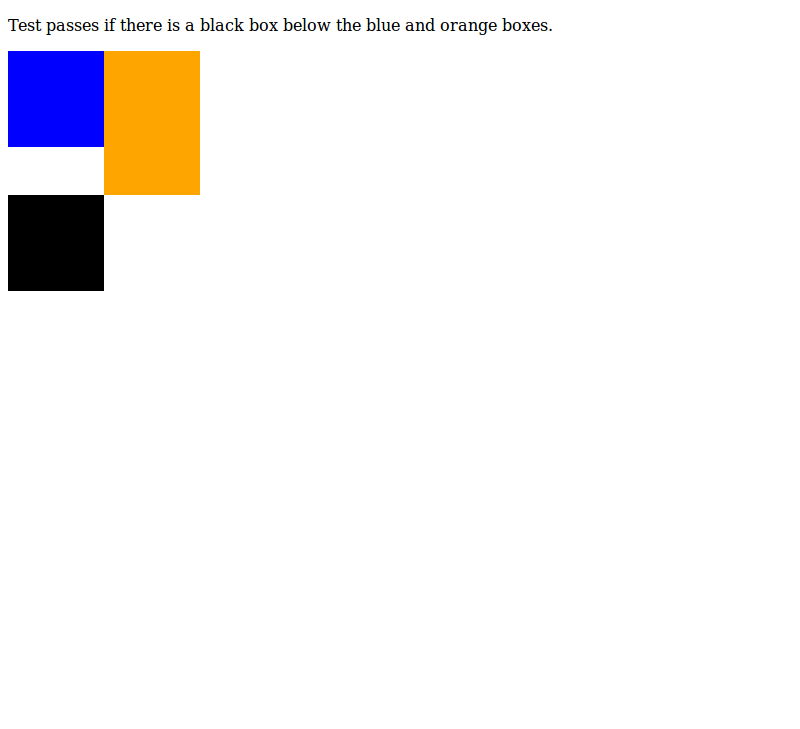 Test passes if there is a black box below the blue and orange boxes.